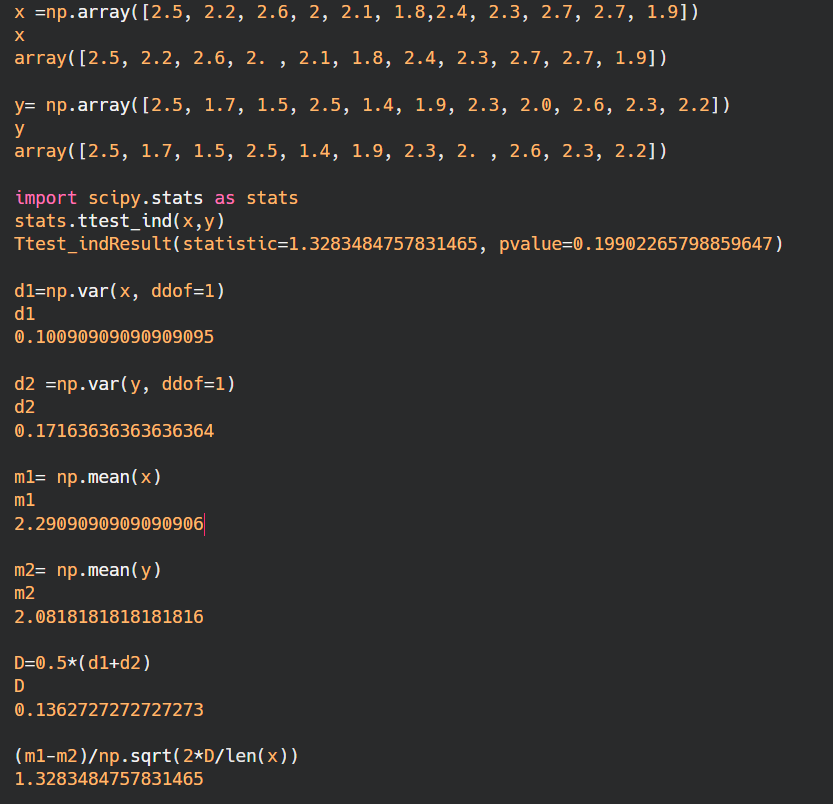 x =np.array([2.5, 2.2, 2.6, 2, 2.1, 1.8,2.4, 2.3, 2.7, 2.7, 1.9])
x
array([2.5, 2.2, 2.6, 2. , 2.1, 1.8, 2.4, 2.3, 2.7, 2.7, 1.9])
y= np.array([2.5, 1.7, 1.5, 2.5, 1.4, 1.9, 2.3, 2.0, 2.6, 2.3, 2.2])
y
array([2.5, 1.7, 1.5, 2.5, 1.4, 1.9, 2.3, 2. , 2.6, 2.3, 2.2])
import scipy.stats as stats
stats.ttest_ind(x,y)
Ttest_indResult(statistic=1.3283484757831465, pvalue=0.19902265798859647)
d1=np.var(x, ddof=1)
d1
0.10090909090909095
d2 =np.var(y, ddof=1)
d2
0.17163636363636364
m1= np.mean(x)
m1
2.2909090909090906
m2= np.mean(y)
m2
2.0818181818181816
D=0.5*(d1+d2)
D
0.1362727272727273
(m1-m2)/np.sqrt(2*D/len(x))
1.3283484757831465